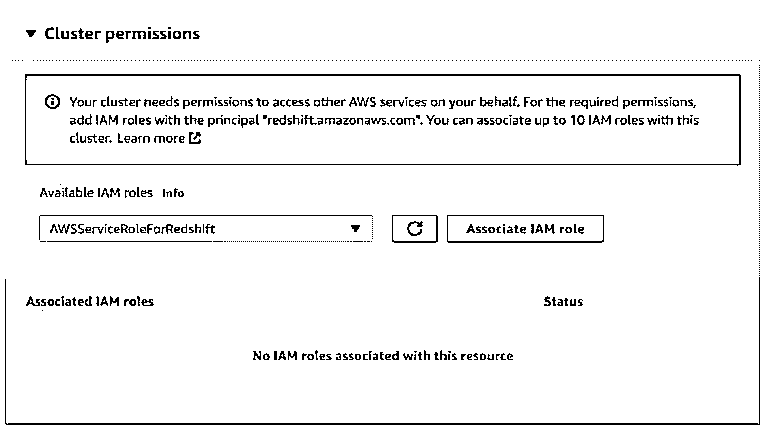 Cluster permissions
Your cluster needs permissions to access other AWS services on your behalf. For the required permissions,
add IAM roles with the principal "redshift.amazonaws.com". You can associate up to 10 IAM roles with this
cluster. Learn more
Available IAM roles Info
AWSServiceRoleForRedshift
Associate IAM role
Associated IAM roles Status
No IAM roles associated with this resource